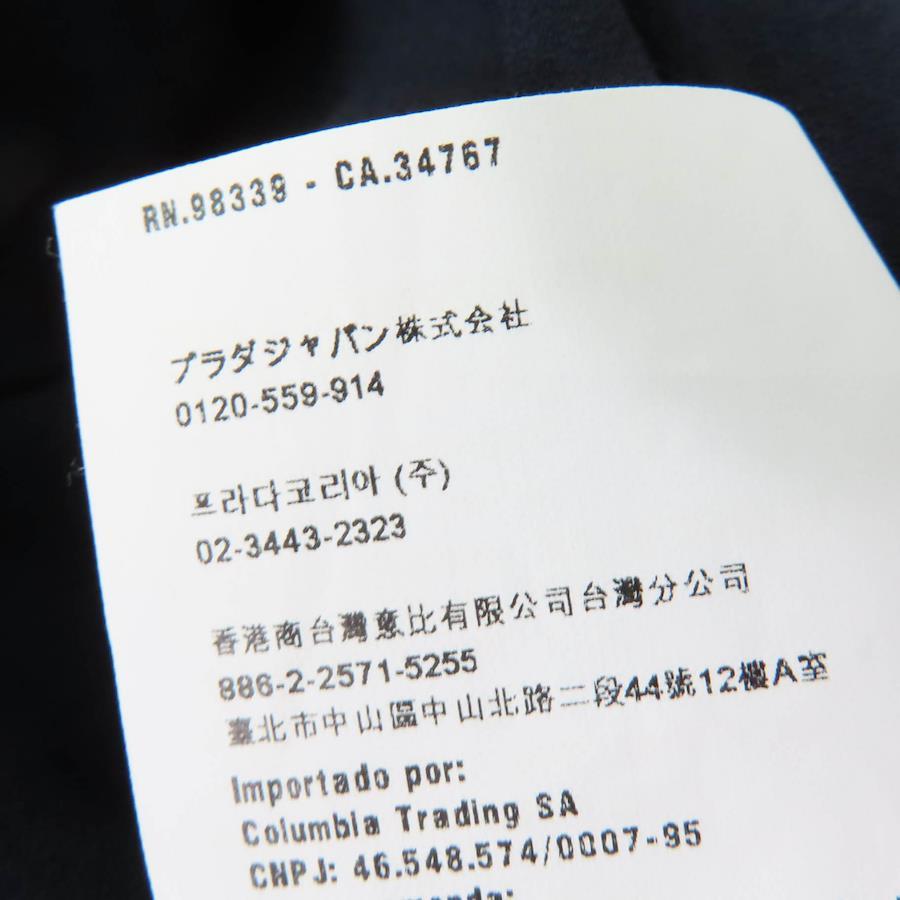 RN.98339 - CA.34767
プラダジャパン株式会社
0120-559-914
프라다코리아 (주)
02-3443-2323
香港商台灣意比有限公司台灣分公司
886-2-2571-5255
臺北市中山區中山北路二段44號12樓A至
Importado por:
Columbia Trading SA
CNPJ: 46.548.574/0007-95